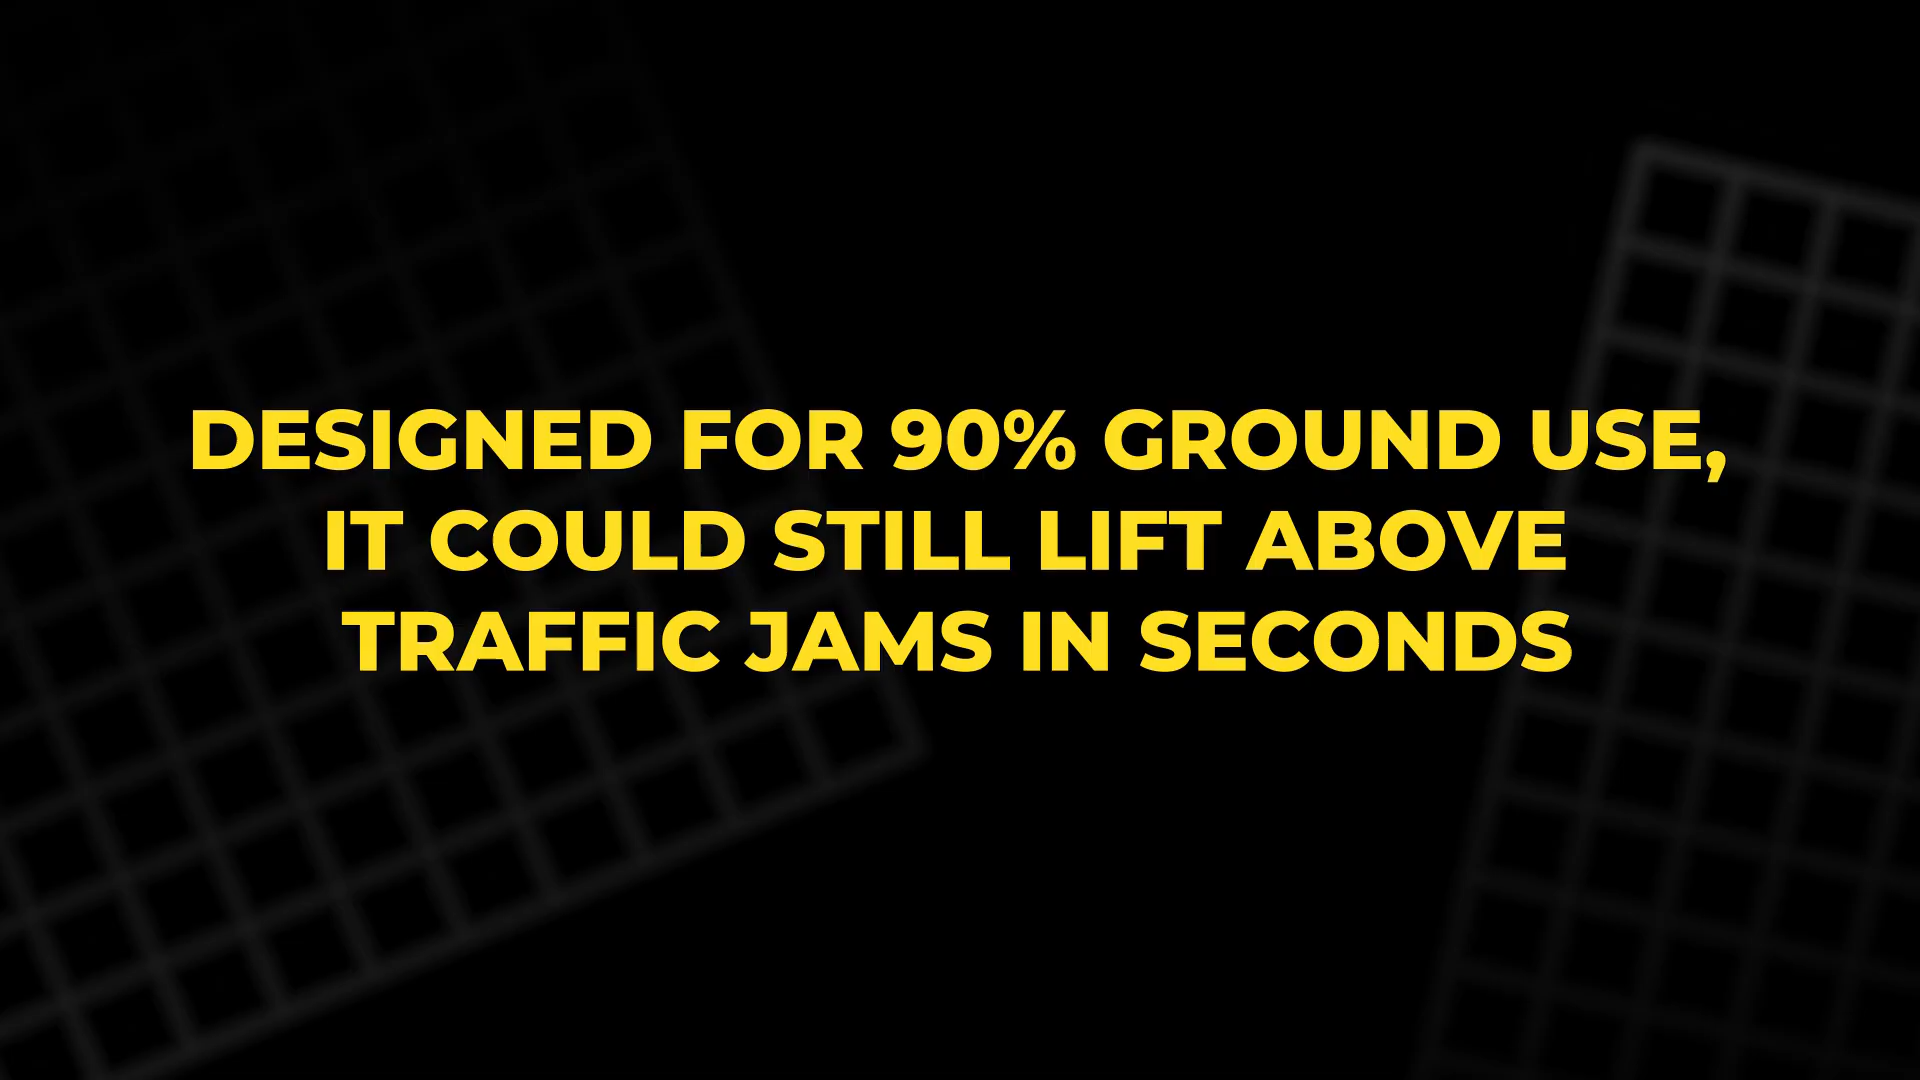 DESIGNED FOR 90% GROUND USE,
IT COULD STILL LIFT ABOVE
TRAFFIC JAMS IN SECONDS